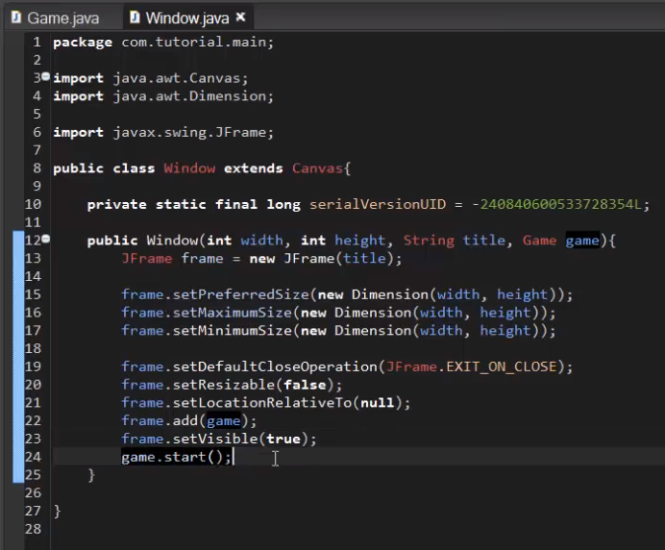 Game.java Window.java
1 package com.tutorial.main;
2
3 import java.awt.Canvas;
4 import java.awt.Dimension;
5
6 import javax.swing.JFrame;
7
8 public class Window extends Canvas{
9
10 private static final long serialVersionUID = -240840600533728354L;
11
12 public Window(int width, int height, String title, Game game){
13 JFrame frame = new JFrame(title);
14
15 frame.setPreferredSize(new Dimension(width, height));
16 frame.setMaximumSize(new Dimension(width, height));
17 frame.setMinimumSize(new Dimension(width, height));
18
19 frame.setDefaultCloseOperation(JFrame.EXIT_ON_CLOSE);
20 frame.setResizable(false);
21 frame.setLocationRelativeTo(null);
22 frame.add(game);
23 frame.setVisible(true);
24 game.start();
25 }
26
27 }
28